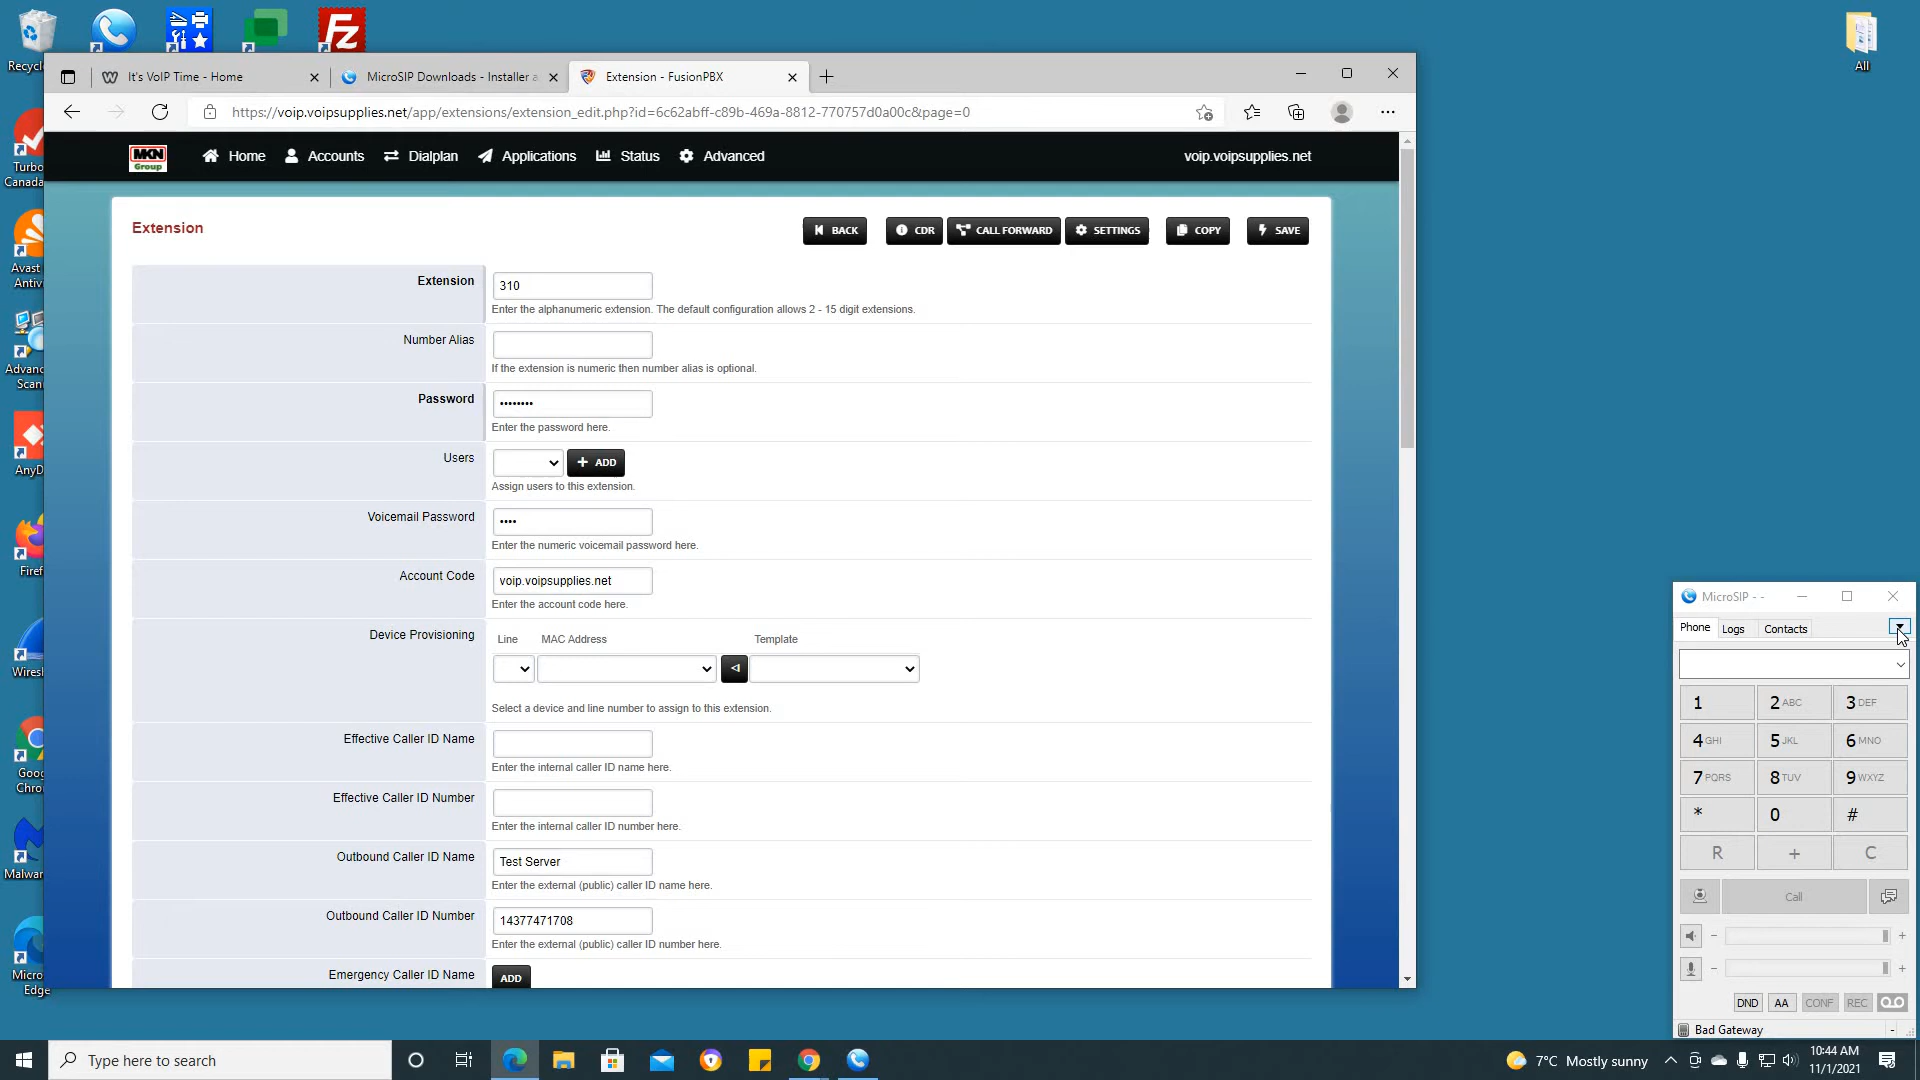 Recycl
All
Turbo
Canada
Avast
Antiv
Advanc
Scan
AnyD
Firef
Wiresh
Goog
Chro
Malwar
Micro
Edge
It's VoIP Time - Home
MicroSIP Downloads - Installer a
Extension - FusionPBX
https://voip.voipsupplies.net/app/extensions/extension_edit.php?id=6c62abff-c89b-469a-8812-770757d0a00c&page=0
MKN
Group
Home
Accounts
Dialplan
Applications
Status
Advanced
voip.voipsupplies.net
Extension
BACK
CDR
CALL FORWARD
SETTINGS
COPY
SAVE
Extension
310
Enter the alphanumeric extension. The default configuration allows 2 - 15 digit extensions.
Number Alias
If the extension is numeric then number alias is optional.
Password
••••••••
Enter the password here.
Users
ADD
Assign users to this extension.
Voicemail Password
••••
Enter the numeric voicemail password here.
Account Code
voip.voipsupplies.net
Enter the account code here.
Device Provisioning
Line MAC Address Template
Select a device and line number to assign to this extension.
Effective Caller ID Name
Enter the internal caller ID name here.
Effective Caller ID Number
Enter the internal caller ID number here.
Outbound Caller ID Name
Test Server
Enter the external (public) caller ID name here.
Outbound Caller ID Number
14377471708
Enter the external (public) caller ID number here.
Emergency Caller ID Name
ADD
MicroSIP - -
Phone Logs Contacts
1 2 ABC 3 DEF
4 GHI 5 JKL 6 MNO
7 PQRS 8 TUV 9 WXYZ
* 0 #
R + C
Call
- +
- +
DND AA CONF REC
Bad Gateway -
Type here to search
7°C Mostly sunny
10:44 AM
11/1/2021